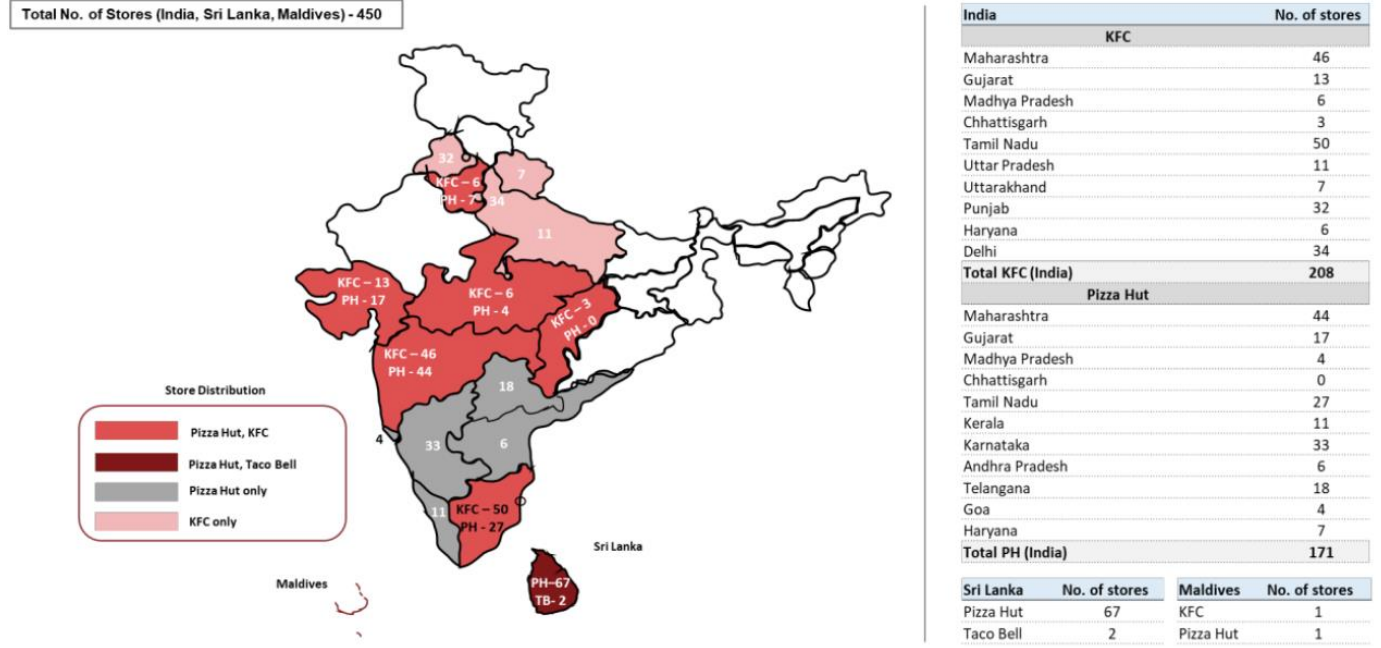 Total No. of Stores (India, Sri Lanka, Maldives) - 450
32
KFC – 6
PH - 7
7
34
11
KFC – 13
PH - 17
KFC – 6
PH - 4
KFC – 3
PH - 0
KFC – 46
PH - 44
18
4
33
6
11
KFC – 50
PH - 27
Sri Lanka
PH–67
TB- 2
Maldives
Store Distribution
Pizza Hut, KFC
Pizza Hut, Taco Bell
Pizza Hut only
KFC only
India No. of stores
KFC
Maharashtra 46
Gujarat 13
Madhya Pradesh 6
Chhattisgarh 3
Tamil Nadu 50
Uttar Pradesh 11
Uttarakhand 7
Punjab 32
Haryana 6
Delhi 34
Total KFC (India) 208
Pizza Hut
Maharashtra 44
Gujarat 17
Madhya Pradesh 4
Chhattisgarh 0
Tamil Nadu 27
Kerala 11
Karnataka 33
Andhra Pradesh 6
Telangana 18
Goa 4
Haryana 7
Total PH (India) 171
Sri Lanka No. of stores
Pizza Hut 67
Taco Bell 2
Maldives No. of stores
KFC 1
Pizza Hut 1